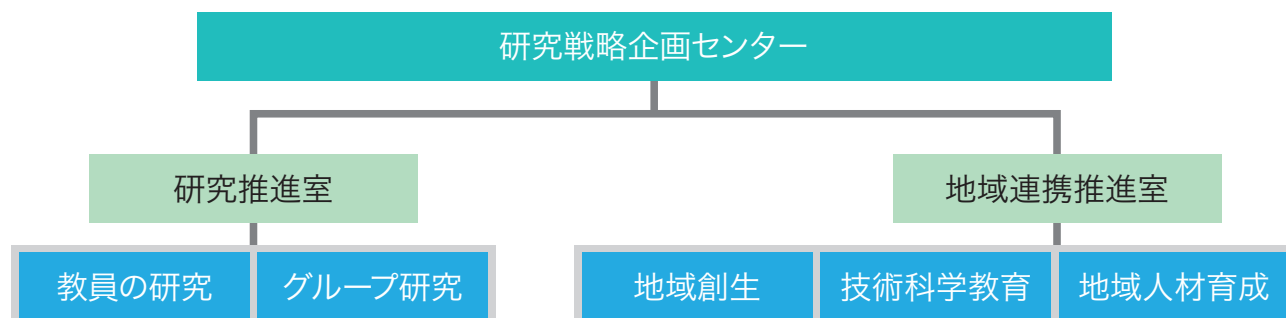 研究戦略企画センター
研究推進室
地域連携推進室
教員の研究
グループ研究
地域創生
技術科学教育
地域人材育成